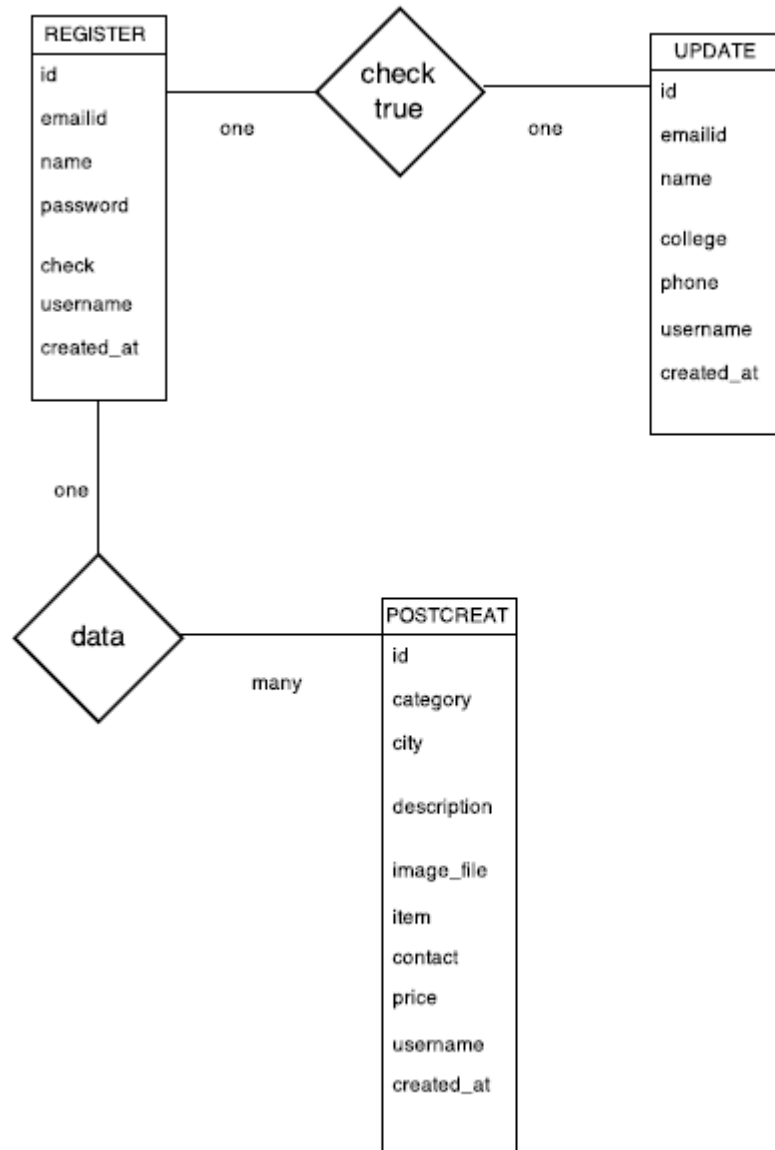 REGISTER
id
emailid
name
password
check
username
created_at
one
check
true
one
UPDATE
id
emailid
name
college
phone
username
created_at
one
data
many
POSTCREAT
id
category
city
description
image_file
item
contact
price
username
created_at